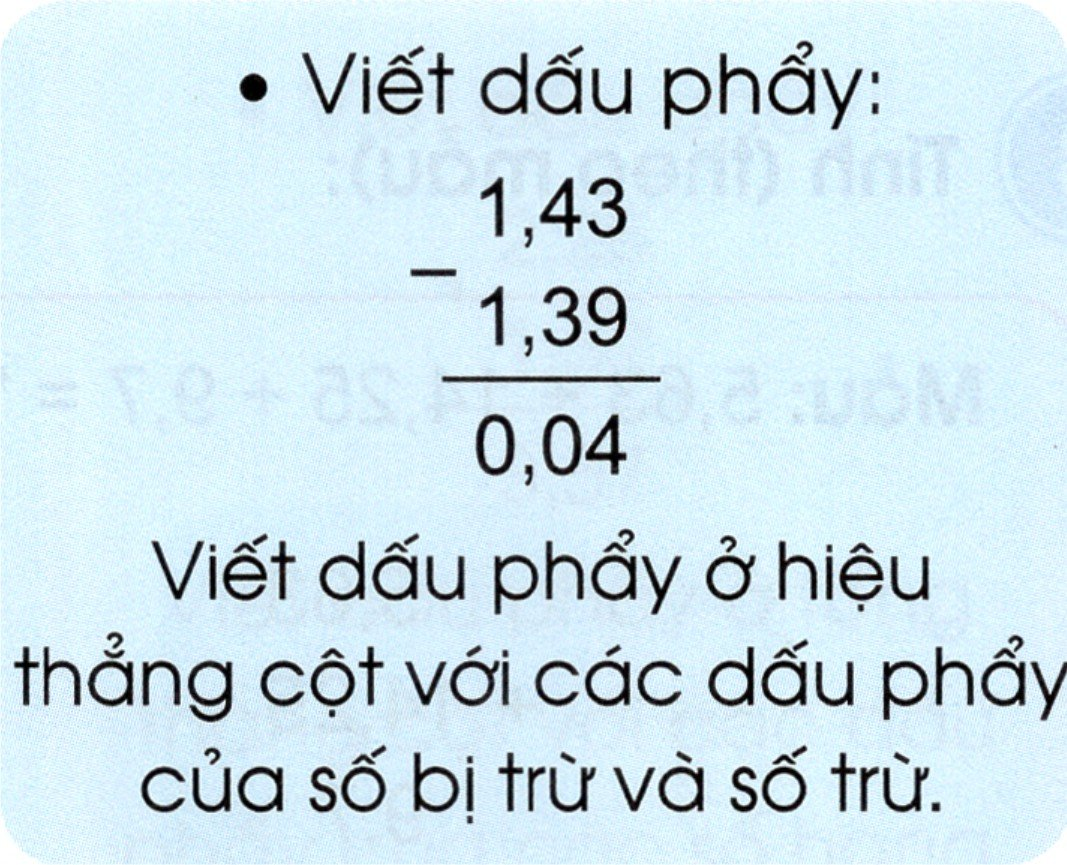 • Viết dấu phẩy:
1,43
−
1,39
0,04
Viết dấu phẩy ở hiệu
thẳng cột với các dấu phẩy
của số bị trừ và số trừ.